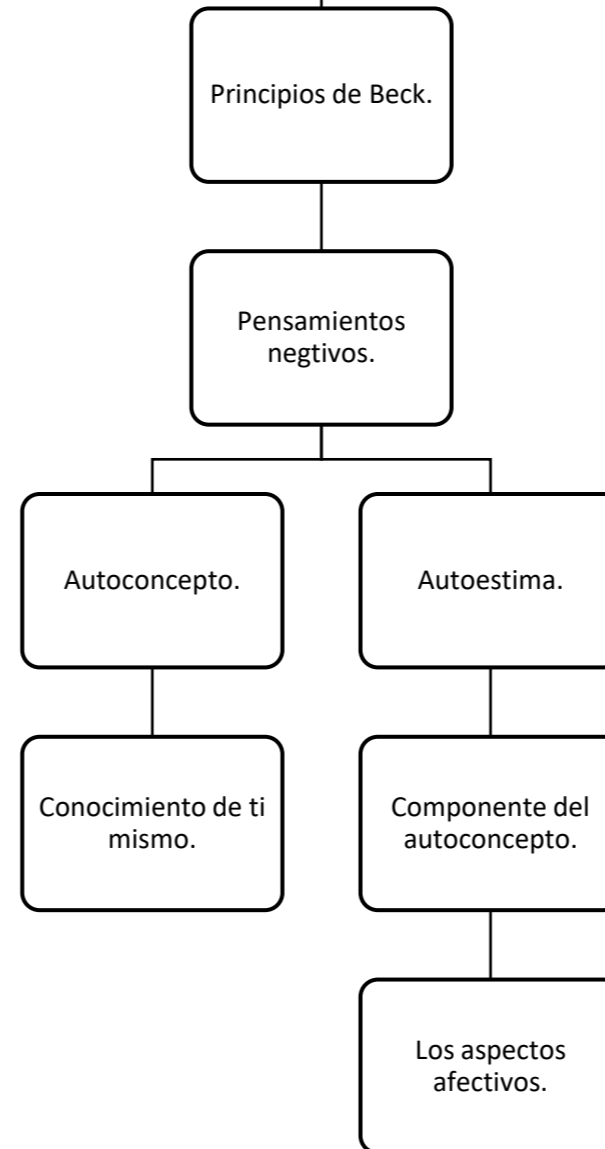 Principios de Beck.
Pensamientos
negtivos.
Autoconcepto.
Autoestima.
Conocimiento de ti
mismo.
Componente del
autoconcepto.
Los aspectos
afectivos.